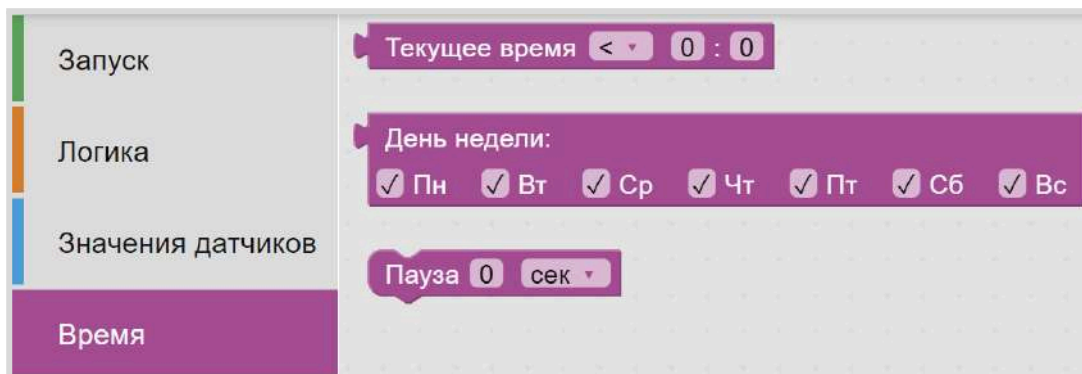 Запуск
Логика
Значения датчиков
Время
Текущее время < 0 : 0
День недели:
✓ Пн ✓ Вт ✓ Ср ✓ Чт ✓ Пт ✓ Сб ✓ Вс
Пауза 0 сек